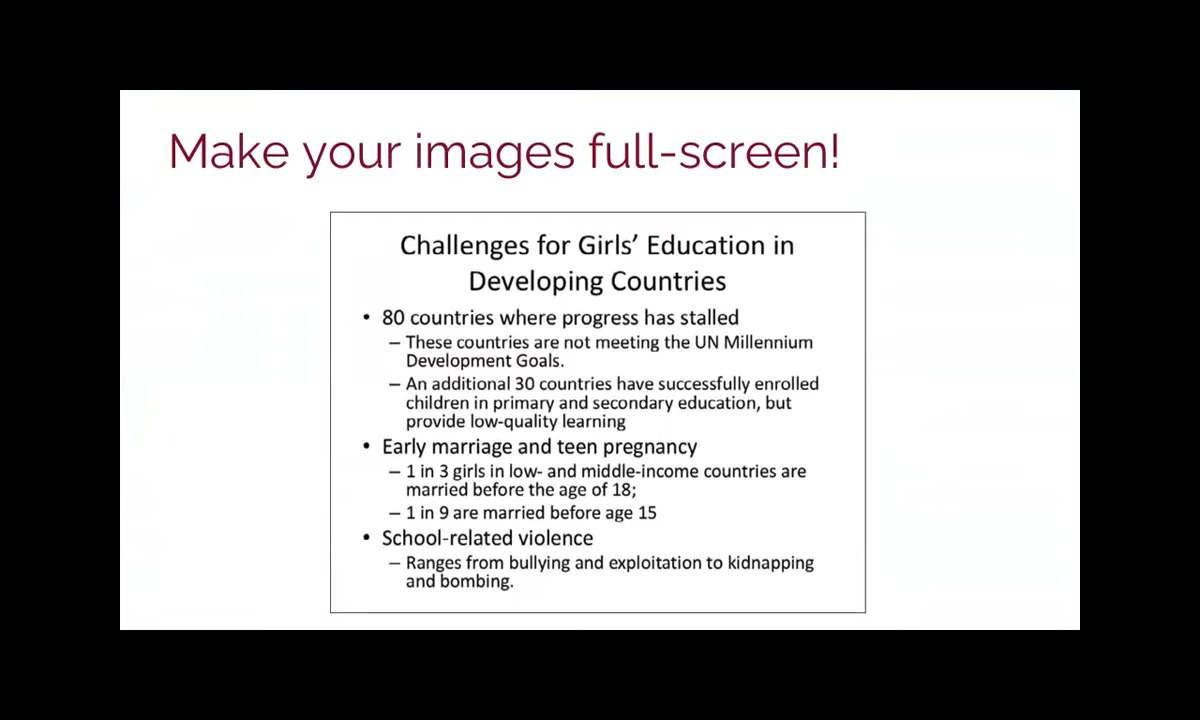 Make your images full-screen!
Challenges for Girls' Education in
Developing Countries
• 80 countries where progress has stalled
– These countries are not meeting the UN Millennium
Development Goals.
– An additional 30 countries have successfully enrolled
children in primary and secondary education, but
provide low-quality learning
• Early marriage and teen pregnancy
– 1 in 3 girls in low- and middle-income countries are
married before the age of 18;
– 1 in 9 are married before age 15
• School-related violence
– Ranges from bullying and exploitation to kidnapping
and bombing.